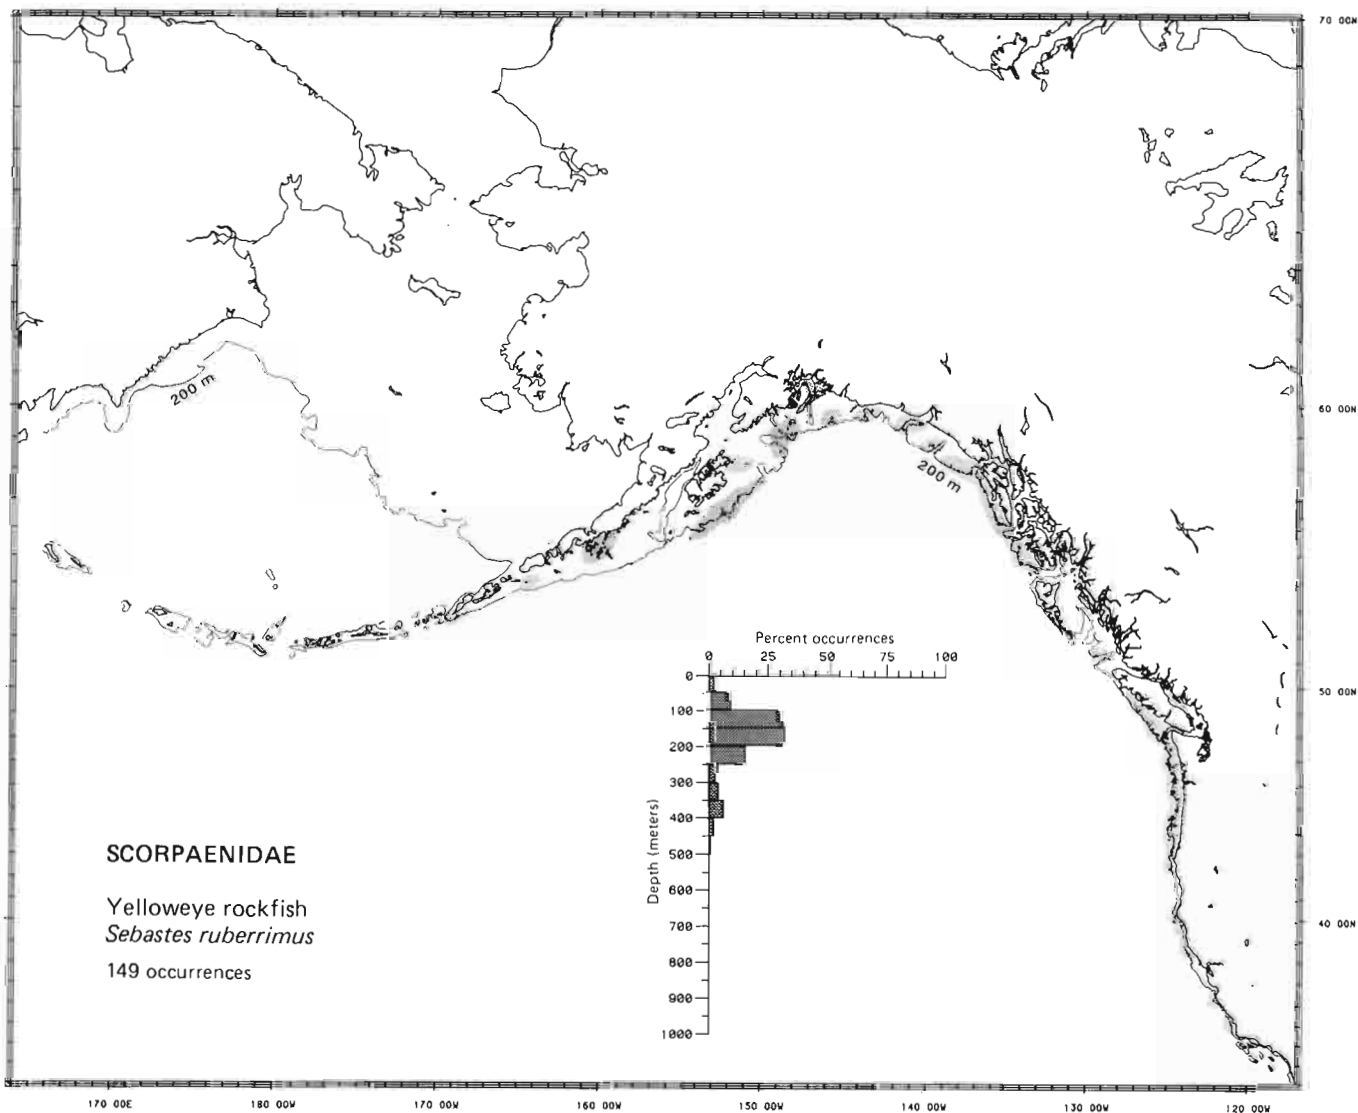 70 00N
200 m
60 00N
200 m
50 00N
Percent occurrences
0 25 50 75 100
0
100
200
300
400
500
600
700
800
900
1000
Depth (meters)
SCORPAENIDAE
Yelloweye rockfish
Sebastes ruberrimus
149 occurrences
40 00N
170 00E 180 00W 170 00W 160 00W 150 00W 140 00W 130 00W 120 00W